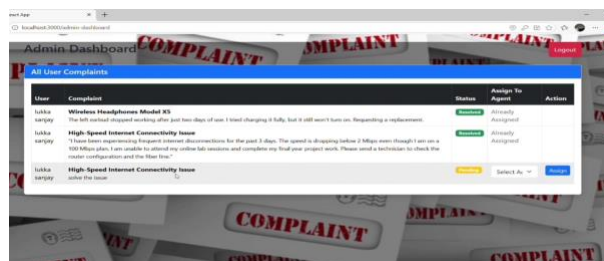 localhost:3000/admin-dashboard
Admin Dashboard
Logout
COMPLAINT
COMPLAINT
All User Complaints
User Complaint Status Assign To Agent Action
lukka sanjay
Wireless Headphones Model X5
The left earbud stopped working after just two days of use. I tried charging it fully, but it still won't turn on. Requesting a replacement.
Resolved
Already Assigned
lukka sanjay
High-Speed Internet Connectivity Issue
"I have been experiencing frequent internet disconnections for the past 3 days. The speed is dropping below 2 Mbps even though I am on a
100 Mbps plan. I am unable to attend my online lab sessions and complete my final year project work. Please send a technician to check the
router configuration and the fiber line."
Resolved
Already Assigned
lukka sanjay
High-Speed Internet Connectivity Issue
solve the issue
Pending
Select A
Assign
COMPLAINT
COMPLAINT